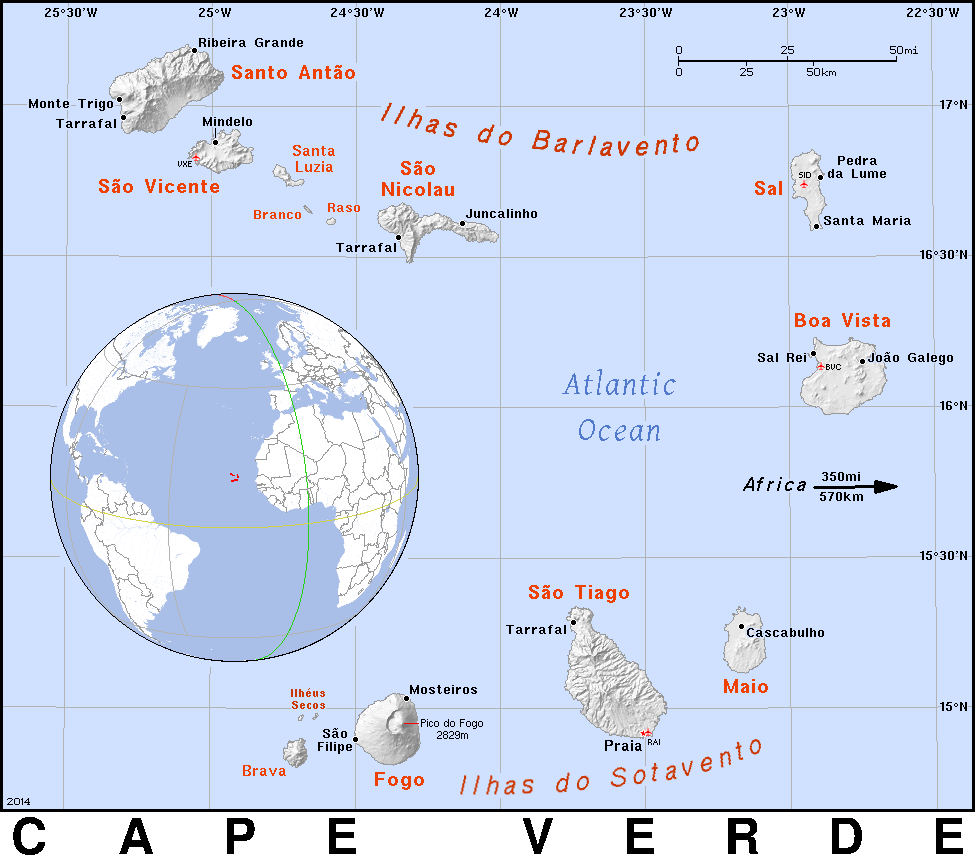 25°30'W
25°W
24°30'W
24°W
23°30'W
23°W
22°30'W
Ribeira Grande
Santo Antão
Monte Trigo
Tarrafal
Mindelo
VXE
São Vicente
Santa
Luzia
Branco
Raso
São
Nicolau
Juncalinho
Tarrafal
Ilhas do Barlavento
0 25 50mi
0 25 50km
17°N
Pedra
da Lume
SID
Sal
Santa Maria
16°30'N
Boa Vista
Sal Rei
João Galego
BVC
Atlantic
Ocean
16°N
Africa
350mi
570km
15°30'N
São Tiago
Tarrafal
Cascabulho
Maio
Praia
RAI
15°N
Ilhéus
Secos
Mosteiros
Pico do Fogo
2829m
São
Filipe
Brava
Fogo
Ilhas do Sotavento
2014
CAPE VERDE